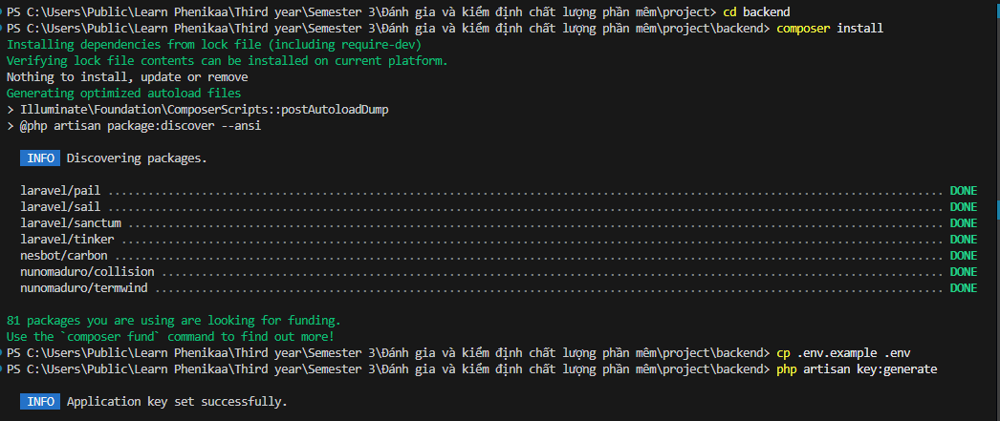 PS C:\Users\Public\Learn Phenikaa\Third year\Semester 3\Đánh gia và kiểm định chất lượng phần mêm\project> cd backend
PS C:\Users\Public\Learn Phenikaa\Third year\Semester 3\Đánh gia và kiểm định chất lượng phần mêm\project\backend> composer install
Installing dependencies from lock file (including require-dev)
Verifying lock file contents can be installed on current platform.
Nothing to install, update or remove
Generating optimized autoload files
> Illuminate\Foundation\ComposerScripts::postAutoloadDump
> @php artisan package:discover --ansi
INFO Discovering packages.
laravel/pail ........................................................................................................................ DONE
laravel/sail ........................................................................................................................ DONE
laravel/sanctum ..................................................................................................................... DONE
laravel/tinker ...................................................................................................................... DONE
nesbot/carbon ....................................................................................................................... DONE
nunomaduro/collision ................................................................................................................ DONE
nunomaduro/termwind ................................................................................................................. DONE
81 packages you are using are looking for funding.
Use the `composer fund` command to find out more!
PS C:\Users\Public\Learn Phenikaa\Third year\Semester 3\Đánh gia và kiểm định chất lượng phần mêm\project\backend> cp .env.example .env
PS C:\Users\Public\Learn Phenikaa\Third year\Semester 3\Đánh gia và kiểm định chất lượng phần mêm\project\backend> php artisan key:generate
INFO Application key set successfully.